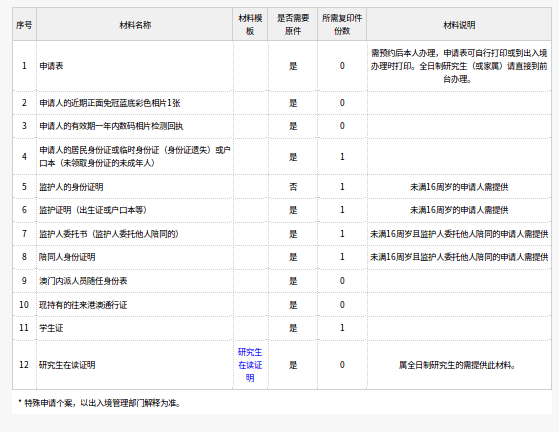 序号 材料名称 材料模板 是否需要原件 所需复印件份数 材料说明
1 申请表 是 0 需预约后本人办理，申请表可自行打印或到出入境办理时打印。全日制研究生（或家属）请直接到前台办理。
2 申请人的近期正面免冠蓝底彩色相片1张 是 0
3 申请人的有效期一年内数码相片检测回执 是 0
4 申请人的居民身份证或临时身份证（身份证遗失）或户口本（未领取身份证的未成年人） 是 1
5 监护人的身份证明 否 1 未满16周岁的申请人需提供
6 监护证明（出生证或户口本等） 是 1 未满16周岁的申请人需提供
7 监护人委托书（监护人委托他人陪同的） 是 1 未满16周岁且监护人委托他人陪同的申请人需提供
8 陪同人身份证明 是 1 未满16周岁且监护人委托他人陪同的申请人需提供
9 澳门内派人员随任身份表 是 0
10 现持有的往来港澳通行证 是 0
11 学生证 是 1
12 研究生在读证明 研究生在读证明 是 0 属全日制研究生的需提供此材料。
* 特殊申请个案，以出入境管理部门解释为准。